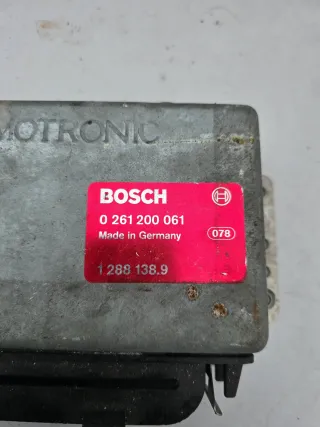 MOTRONIC
BOSCH
0 261 200 061
Made in Germany
078
1 288 138.9